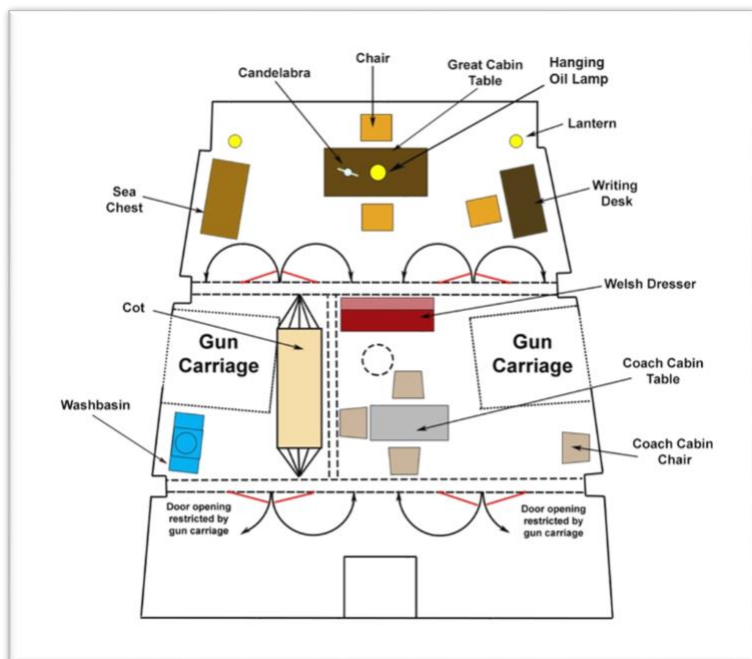 Chair
Candelabra
Great Cabin
Table
Hanging
Oil Lamp
Lantern
Sea
Chest
Writing
Desk
Welsh Dresser
Cot
Gun
Carriage
Gun
Carriage
Coach Cabin
Table
Washbasin
Coach Cabin
Chair
Door opening
restricted by
gun carriage
Door opening
restricted by
gun carriage